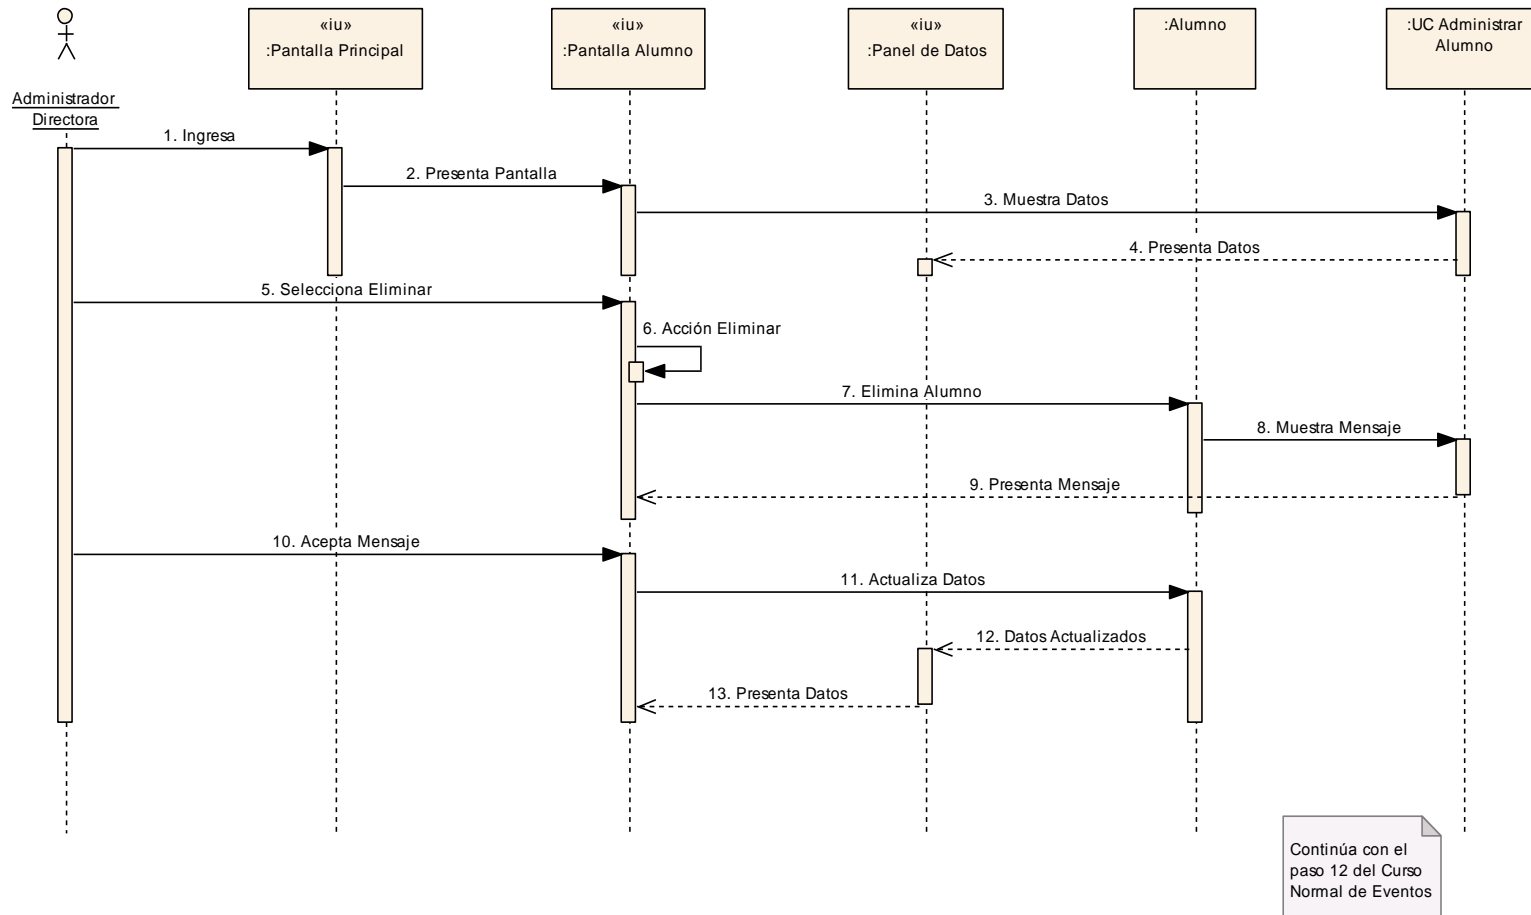 «iu»
:Pantalla Principal
«iu»
:Pantalla Alumno
«iu»
:Panel de Datos
:Alumno
:UC Administrar
Alumno
Administrador
Directora
1. Ingresa
2. Presenta Pantalla
3. Muestra Datos
4. Presenta Datos
5. Selecciona Eliminar
6. Acción Eliminar
7. Elimina Alumno
8. Muestra Mensaje
9. Presenta Mensaje
10. Acepta Mensaje
11. Actualiza Datos
12. Datos Actualizados
13. Presenta Datos
Continúa con el
paso 12 del Curso
Normal de Eventos